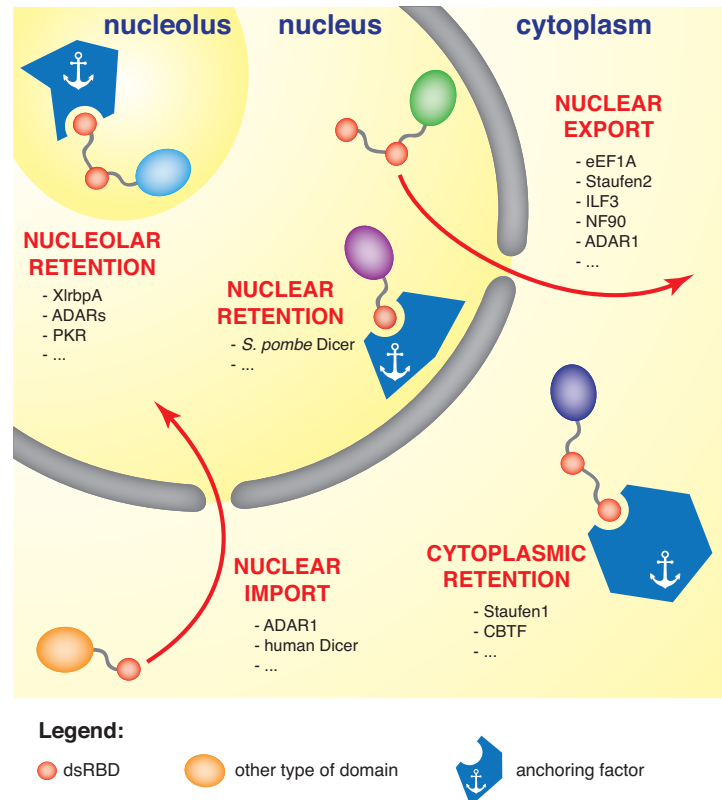 nucleolus
nucleus
cytoplasm
NUCLEAR
EXPORT
- eEF1A
- Staufen2
- ILF3
- NF90
- ADAR1
- ...
NUCLEOLAR
RETENTION
- XlrbpA
- ADARs
- PKR
- ...
NUCLEAR
RETENTION
- S. pombe Dicer
- ...
NUCLEAR
IMPORT
- ADAR1
- human Dicer
- ...
CYTOPLASMIC
RETENTION
- Staufen1
- CBTF
- ...
Legend:
dsRBD
other type of domain
anchoring factor